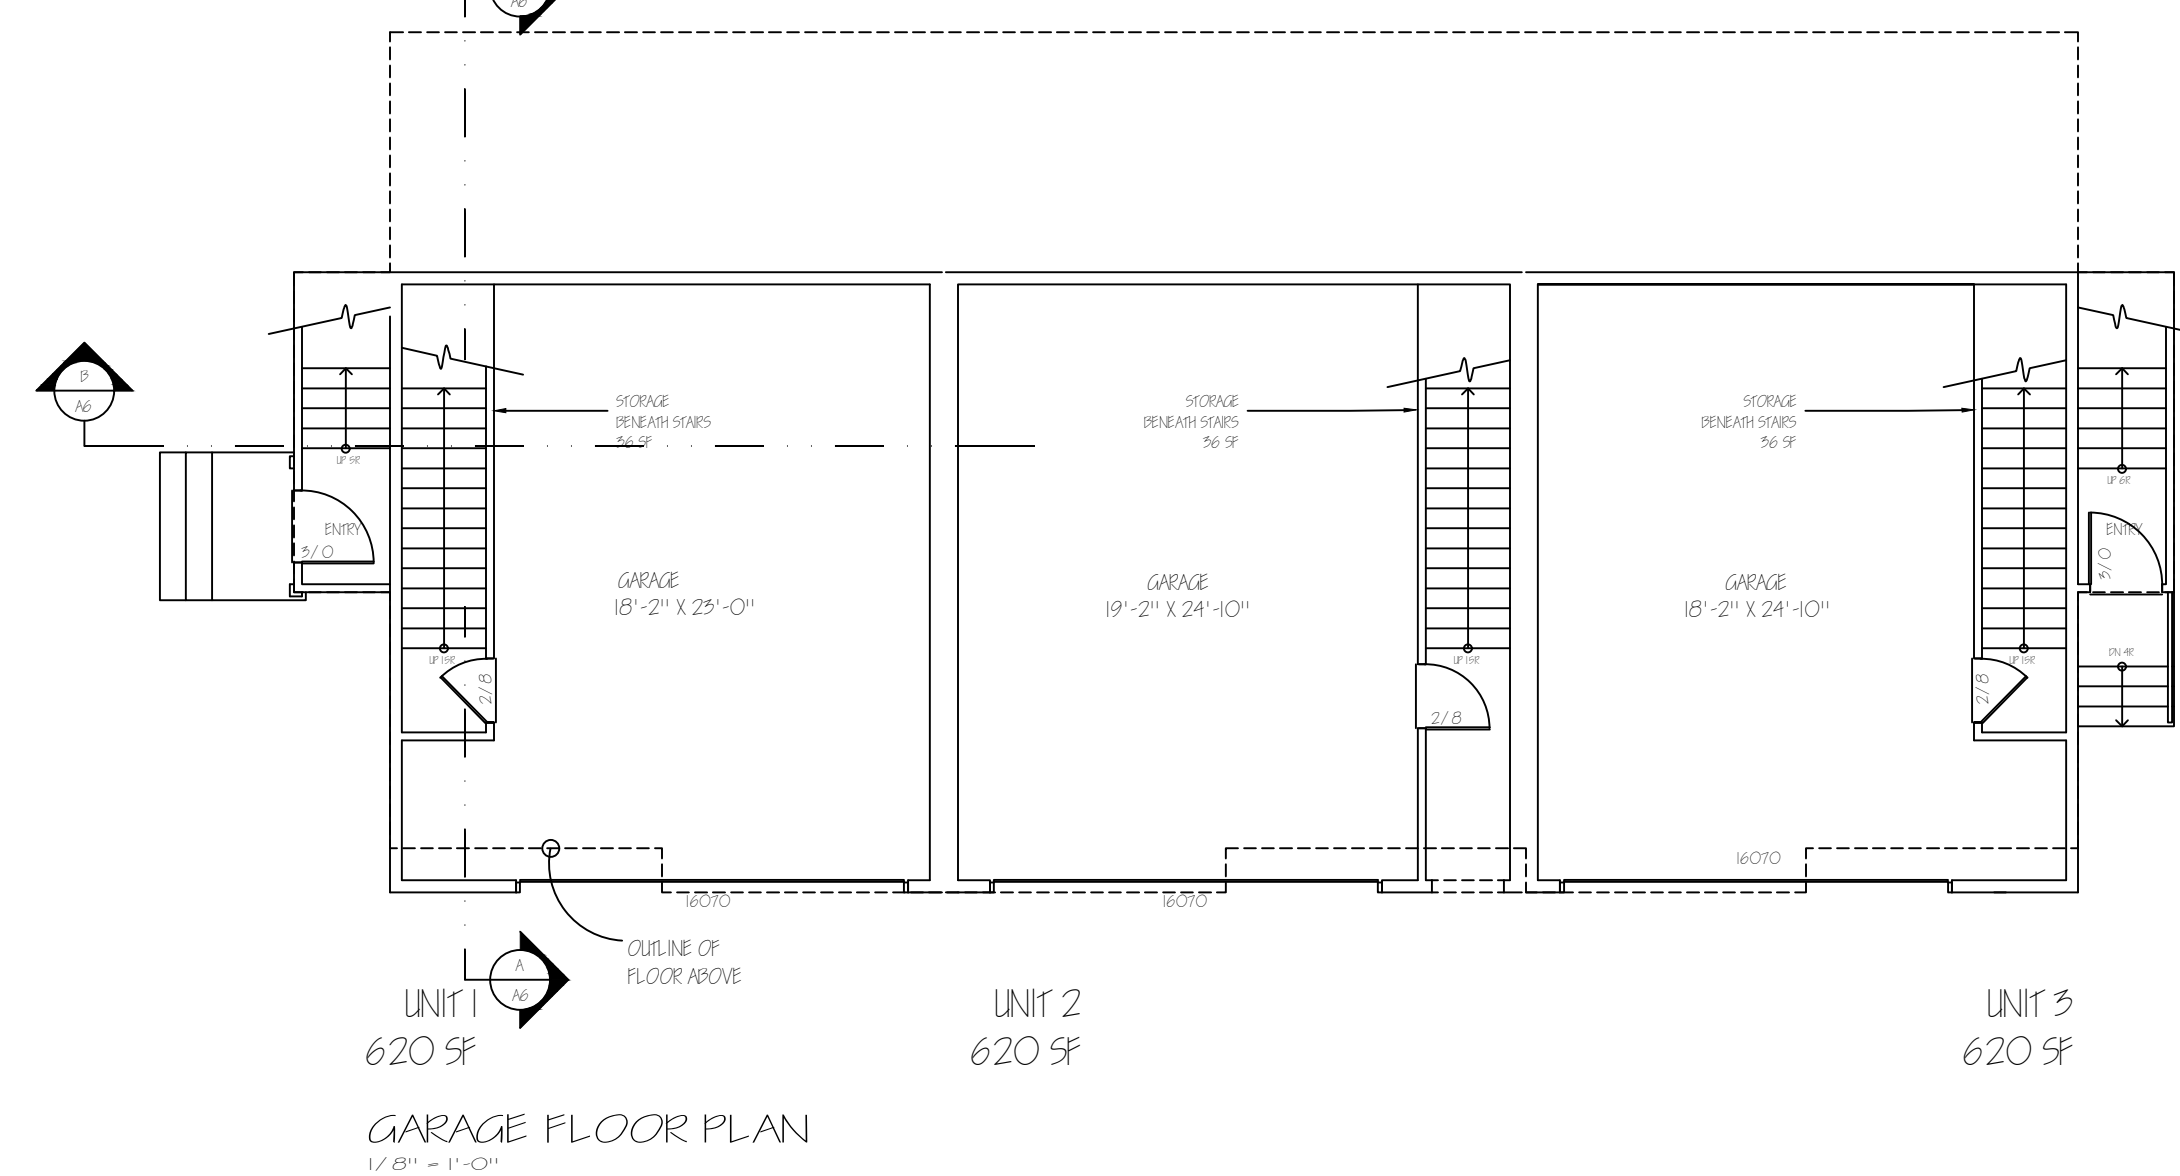 A6
B
A6
STORAGE
BENEATH STAIRS
36 SF
STORAGE
BENEATH STAIRS
36 SF
STORAGE
BENEATH STAIRS
36 SF
UP 5R
UP 6R
ENTRY
3/0
ENTRY
3/0
GARAGE
18'-2" X 23'-0"
GARAGE
19'-2" X 24'-10"
GARAGE
18'-2" X 24'-10"
UP 15R
2/8
UP 15R
2/8
UP 15R
2/8
DN 4R
16070
16070
16070
OUTLINE OF
FLOOR ABOVE
A
A6
UNIT 1
620 SF
UNIT 2
620 SF
UNIT 3
620 SF
GARAGE FLOOR PLAN
1/8" = 1'-0"